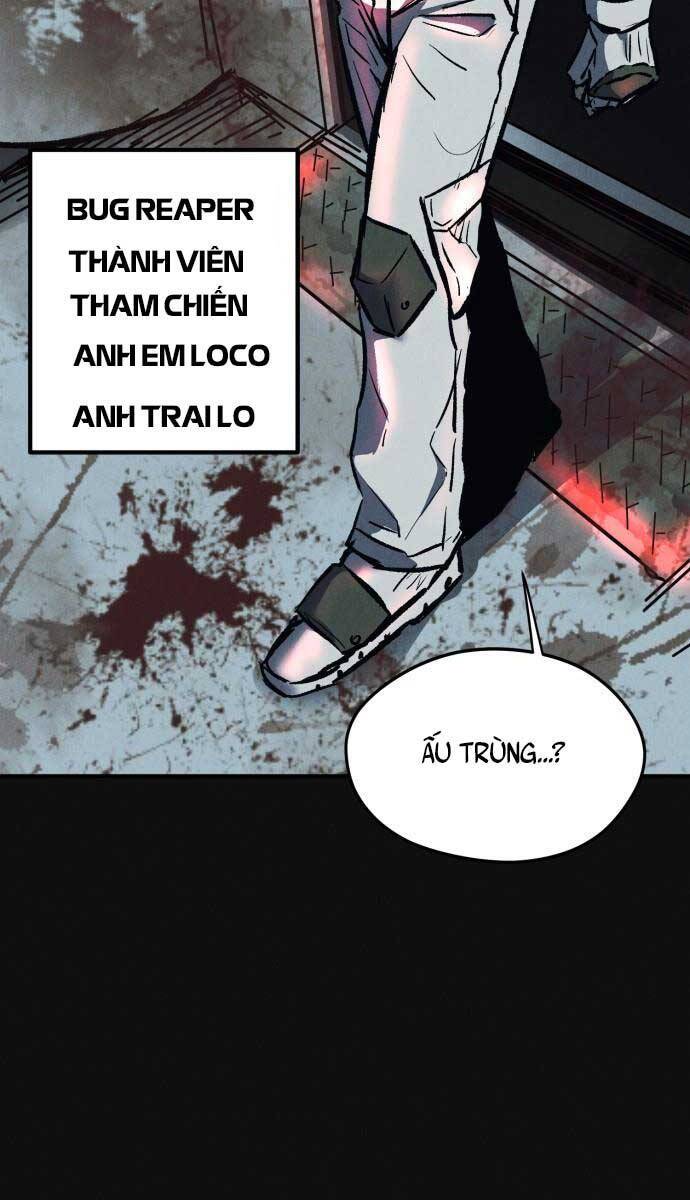 BUG REAPER
THÀNH VIÊN
THAM CHIẾN
ANH EM LOCO
ANH TRAI LO
ẤU TRÙNG...?